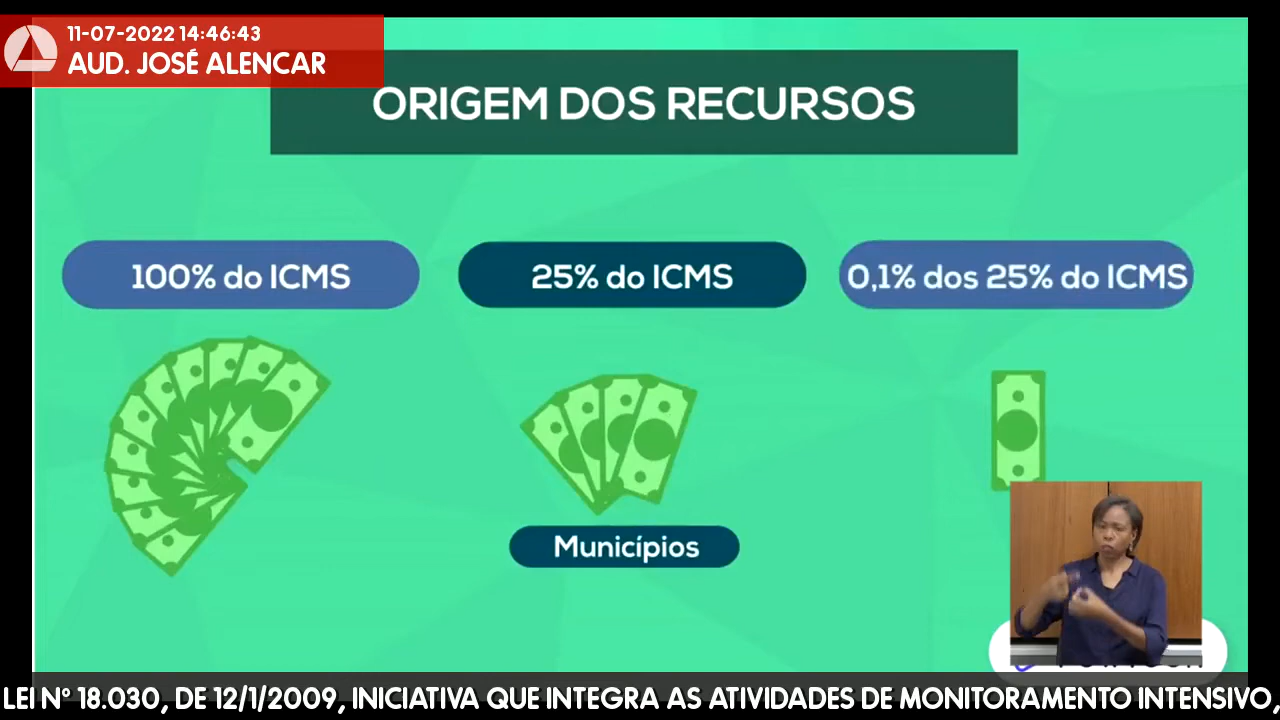 11-07-2022 14:46:43
AUD. JOSÉ ALENCAR
ORIGEM DOS RECURSOS
100% do ICMS
25% do ICMS
0,1% dos 25% do ICMS
Municípios
LEI Nº 18.030, DE 12/1/2009, INICIATIVA QUE INTEGRA AS ATIVIDADES DE MONITORAMENTO INTENSIVO,